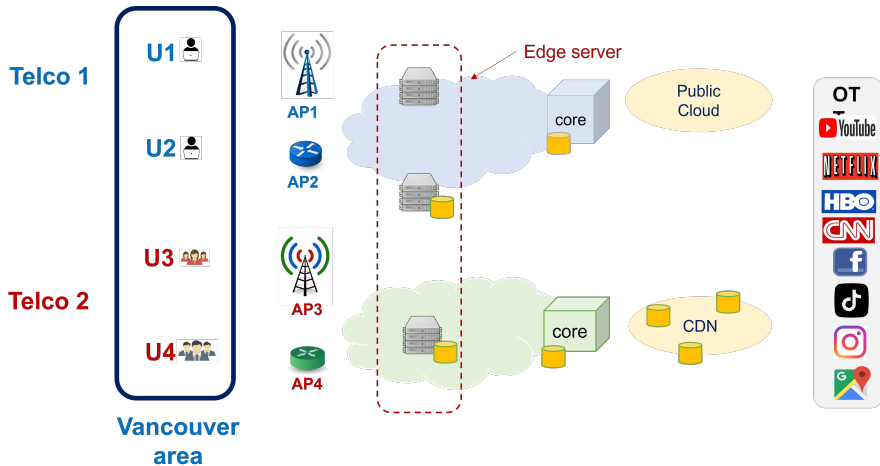 Telco 1
U1
U2
AP1
AP2
Edge server
core
Public
Cloud
Telco 2
U3
U4
AP3
AP4
core
CDN
Vancouver
area
OT
T
YouTube
NETFLIX
HBO
CNN
f
G